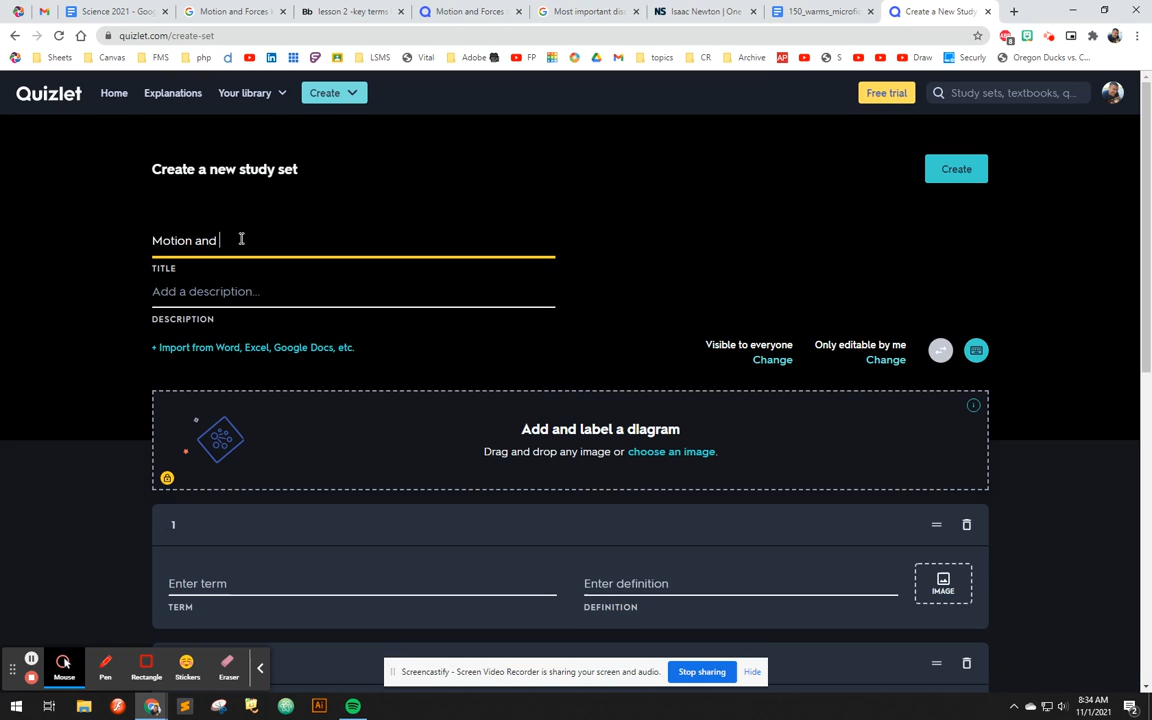 Science 2021 - Goog
Motion and Forces I
Bb lesson 2 -key terms
Motion and Forces
Most important dis
NS Isaac Newton | One
150_warms_microfic
Create a New Study
quizlet.com/create-set
Sheets Canvas FMS php YouTube LSMS Vital Adobe FP topics CR Archive AP S Draw Securly Oregon Ducks vs. C...
Quizlet Home Explanations Your library Create Free trial Study sets, textbooks, q...
Create a new study set
Create
Motion and
TITLE
Add a description...
DESCRIPTION
+ Import from Word, Excel, Google Docs, etc.
Visible to everyone
Change
Only editable by me
Change
Add and label a diagram
Drag and drop any image or choose an image.
1
Enter term
TERM
Enter definition
DEFINITION
IMAGE
Mouse Pen Rectangle Stickers Eraser
Screencastify - Screen Video Recorder is sharing your screen and audio.
Stop sharing
Hide
8:34 AM
11/1/2021